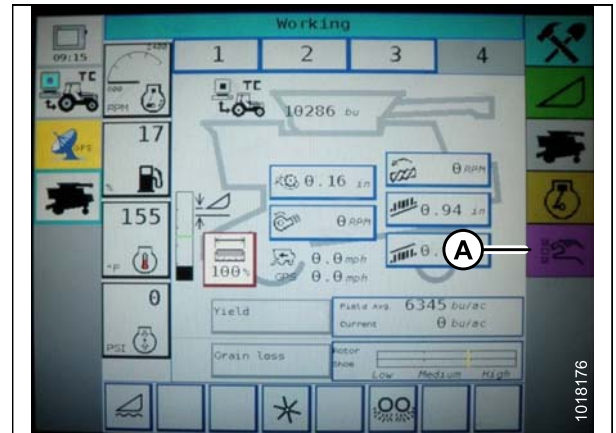 Working
09:15
1 2 3 4
TC
TC
RPM
10286 bu
GPS
17
0.16 in
0 RPM
0.94 in
155
0 RPM
°F
100%
0.0 mph
GPS 0.0 mph
0.
A
0
PSI
Yield
Field Avg. 6345 bu/ac
Current 0 bu/ac
Grain loss
Rotor
Shoe
Low Medium High
1018176